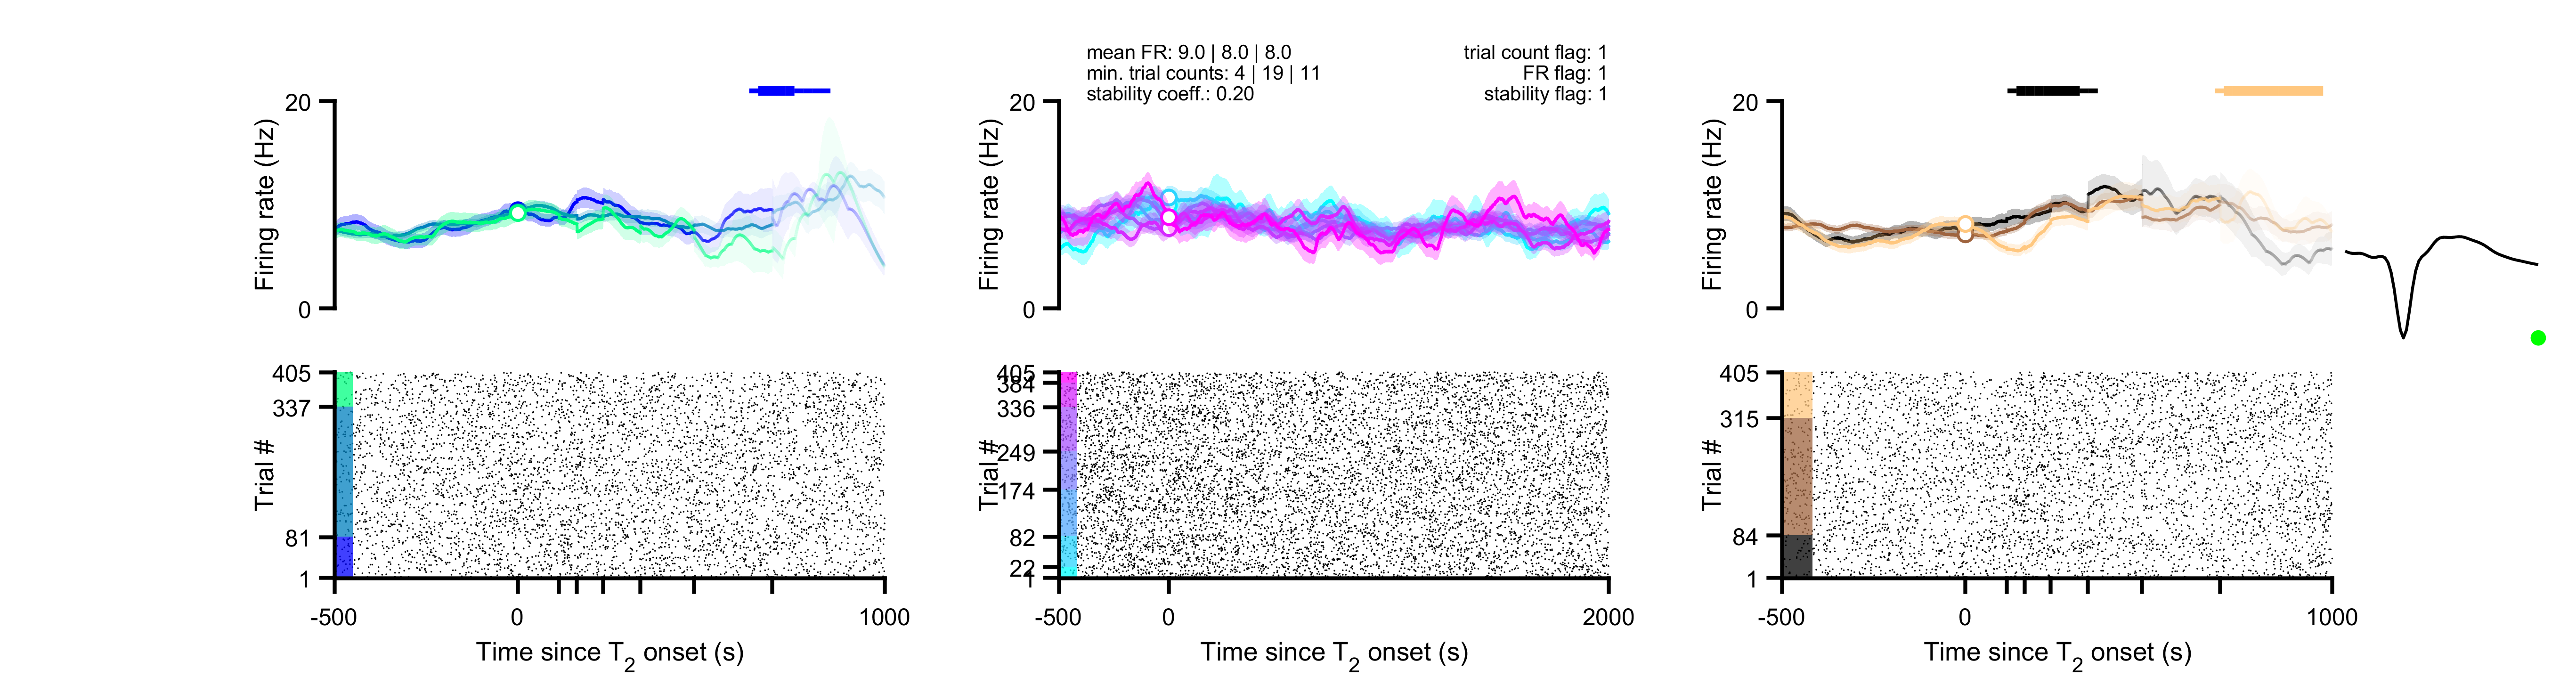 mean FR: 9.0 | 8.0 | 8.0
min. trial counts: 4 | 19 | 11
stability coeff.: 0.20
trial count flag: 1
FR flag: 1
stability flag: 1
20
0
Firing rate (Hz)
20
0
Firing rate (Hz)
20
0
Firing rate (Hz)
405
337
81
1
Trial #
-500
0
1000
Time since T2 onset (s)
405
384
336
249
174
82
22
1
Trial #
-500
0
2000
Time since T2 onset (s)
405
315
84
1
Trial #
-500
0
1000
Time since T2 onset (s)